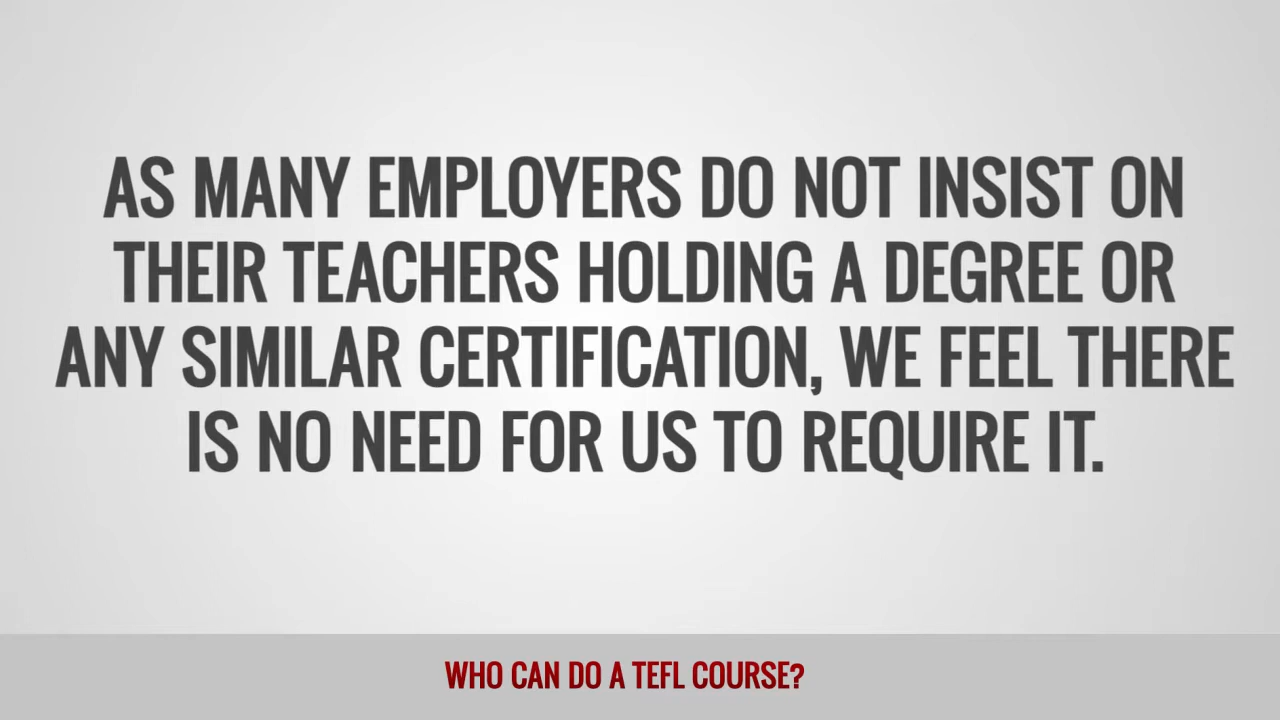 AS MANY EMPLOYERS DO NOT INSIST ON
THEIR TEACHERS HOLDING A DEGREE OR
ANY SIMILAR CERTIFICATION, WE FEEL THERE
IS NO NEED FOR US TO REQUIRE IT.
WHO CAN DO A TEFL COURSE?